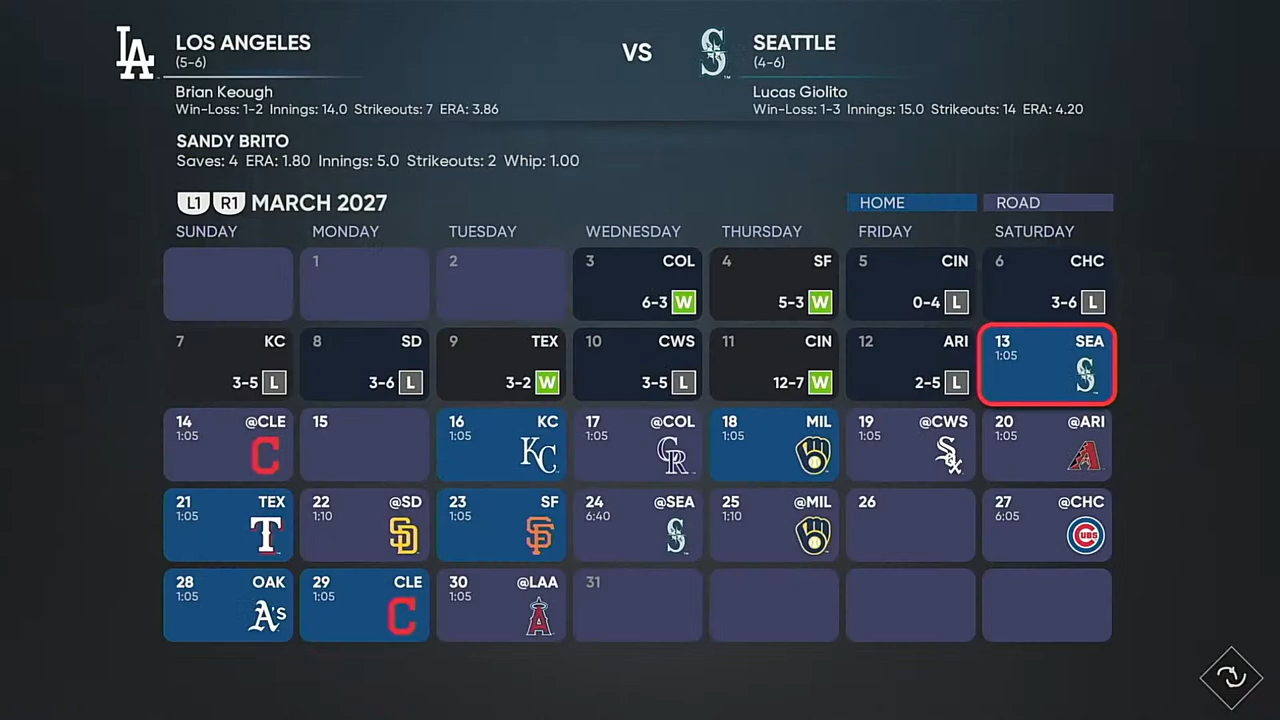 LA LOS ANGELES VS S SEATTLE
(5-6) (4-6)
Brian Keough Lucas Giolito
Win-Loss: 1-2 Innings: 14.0 Strikeouts: 7 ERA: 3.86 Win-Loss: 1-3 Innings: 15.0 Strikeouts: 14 ERA: 4.20
SANDY BRITO
Saves: 4 ERA: 1.80 Innings: 5.0 Strikeouts: 2 Whip: 1.00
L1 R1 MARCH 2027 HOME ROAD
SUNDAY MONDAY TUESDAY WEDNESDAY THURSDAY FRIDAY SATURDAY
1 2 3 COL 4 SF 5 CIN 6 CHC
6-3 W 5-3 W 0-4 L 3-6 L
7 KC 8 SD 9 TEX 10 CWS 11 CIN 12 ARI 13 SEA
1:05
3-5 L 3-6 L 3-2 W 3-5 L 12-7 W 2-5 L S
14 @CLE 15 16 KC 17 @COL 18 MIL 19 @CWS 20 @ARI
1:05 1:05 1:05 1:05 1:05 1:05
C KC CR Sox A
21 TEX 22 @SD 23 SF 24 @SEA 25 @MIL 26 27 @CHC
1:05 1:10 1:05 6:40 1:10 6:05
T SD SF S CUBS
28 OAK 29 CLE 30 @LAA 31
1:05 1:05 1:05
A's C A